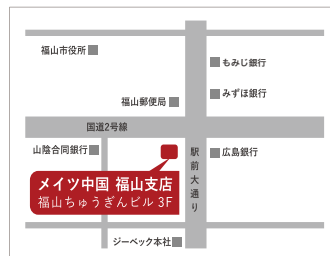 福山市役所
もみじ銀行
みずほ銀行
福山郵便局
国道2号線
山陰合同銀行
広島銀行
駅前大通り
メイツ中国 福山支店
福山ちゅうぎんビル 3F
ジーベック本社